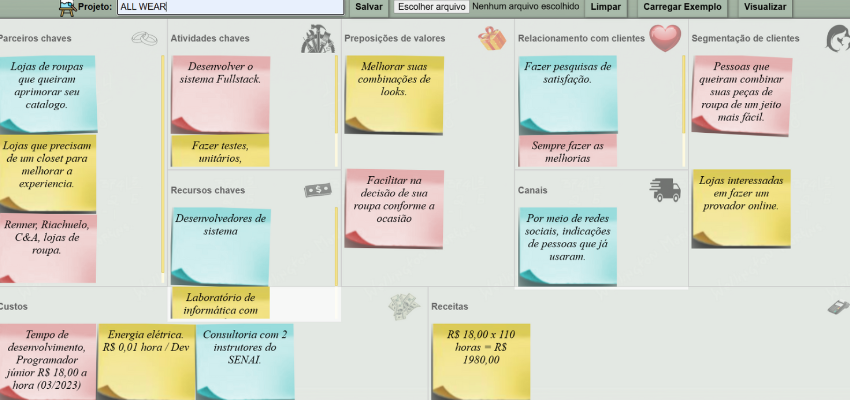 Projeto:
ALL WEAR
Salvar
Escolher arquivo
Nenhum arquivo escolhido
Limpar
Carregar Exemplo
Visualizar
Parceiros chaves
Lojas de roupas
que queiram
aprimorar seu
catalogo.
Lojas que precisam
de um closet para
melhorar a
experiencia.
Renner, Riachuelo,
C&A, lojas de
roupa.
Atividades chaves
Desenvolver o
sistema Fullstack.
Fazer testes,
unitários,
Recursos chaves
Desenvolvedores de
sistema
Laboratório de
informática com
Preposições de valores
Melhorar suas
combinações de
looks.
Facilitar na
decisão de sua
roupa conforme a
ocasião
Relacionamento com clientes
Fazer pesquisas de
satisfação.
Sempre fazer as
melhorias
Canais
Por meio de redes
sociais, indicações
de pessoas que já
usaram.
Segmentação de clientes
Pessoas que
queiram combinar
suas peças de
roupa de um jeito
mais fácil.
Lojas interessadas
em fazer um
provador online.
Custos
Tempo de
desenvolvimento,
Programador
júnior R$ 18,00 a
hora (03/2023)
Energia elétrica.
R$ 0,01 hora / Dev
Consultoria com 2
instrutores do
SENAI.
Receitas
R$ 18,00 x 110
horas = R$
1980,00